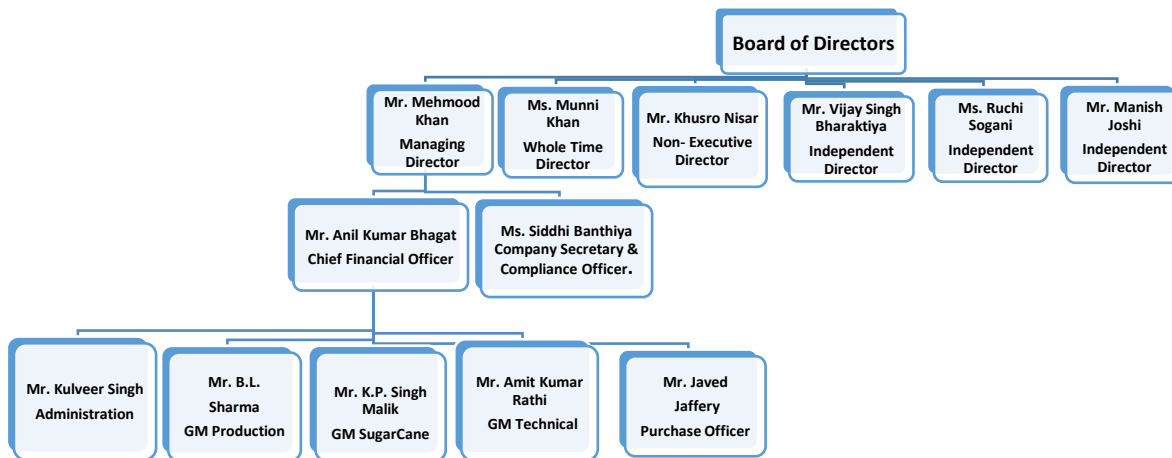 Board of Directors
Mr. Mehmood
Khan
Managing
Director
Ms. Munni
Khan
Whole Time
Director
Mr. Khusro Nisar
Non- Executive
Director
Mr. Vijay Singh
Bharaktiya
Independent
Director
Ms. Ruchi
Sogani
Independent
Director
Mr. Manish
Joshi
Independent
Director
Mr. Anil Kumar Bhagat
Chief Financial Officer
Ms. Siddhi Banthiya
Company Secretary &
Compliance Officer.
Mr. Kulveer Singh
Administration
Mr. B.L.
Sharma
GM Production
Mr. K.P. Singh
Malik
GM SugarCane
Mr. Amit Kumar
Rathi
GM Technical
Mr. Javed
Jaffery
Purchase Officer